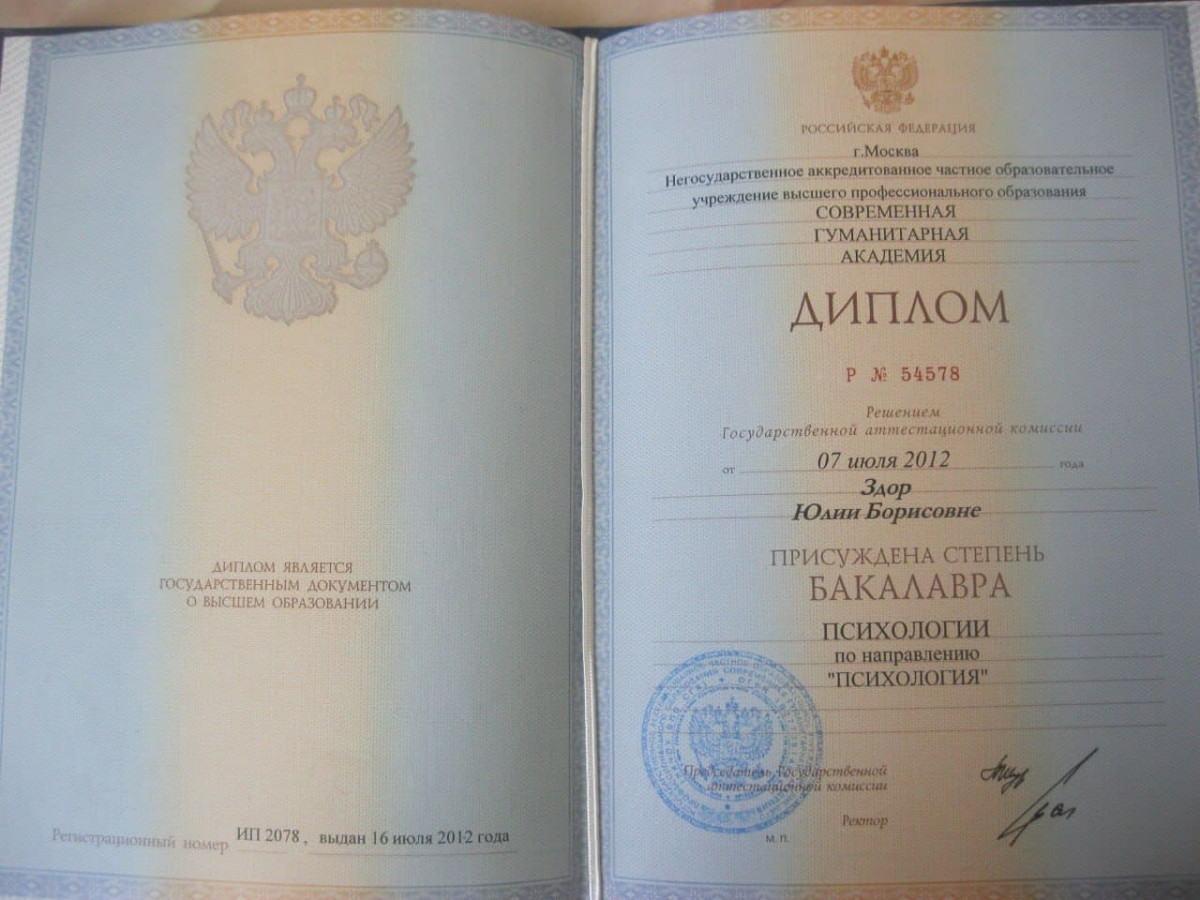 ДИПЛОМ ЯВЛЯЕТСЯ
ГОСУДАРСТВЕННЫМ ДОКУМЕНТОМ
О ВЫСШЕМ ОБРАЗОВАНИИ
Регистрационный номер ИП 2078 , выдан 16 июля 2012 года
РОССИЙСКАЯ ФЕДЕРАЦИЯ
г.Москва
Негосударственное аккредитованное частное образовательное
учреждение высшего профессионального образования
СОВРЕМЕННАЯ
ГУМАНИТАРНАЯ
АКАДЕМИЯ
ДИПЛОМ
Р № 54578
Решением
Государственной аттестационной комиссии
от 07 июля 2012 года
Здор
Юлии Борисовне
ПРИСУЖДЕНА СТЕПЕНЬ
БАКАЛАВРА
ПСИХОЛОГИИ
по направлению
"ПСИХОЛОГИЯ"
Председатель Государственной
аттестационной комиссии
Ректор
М. П.